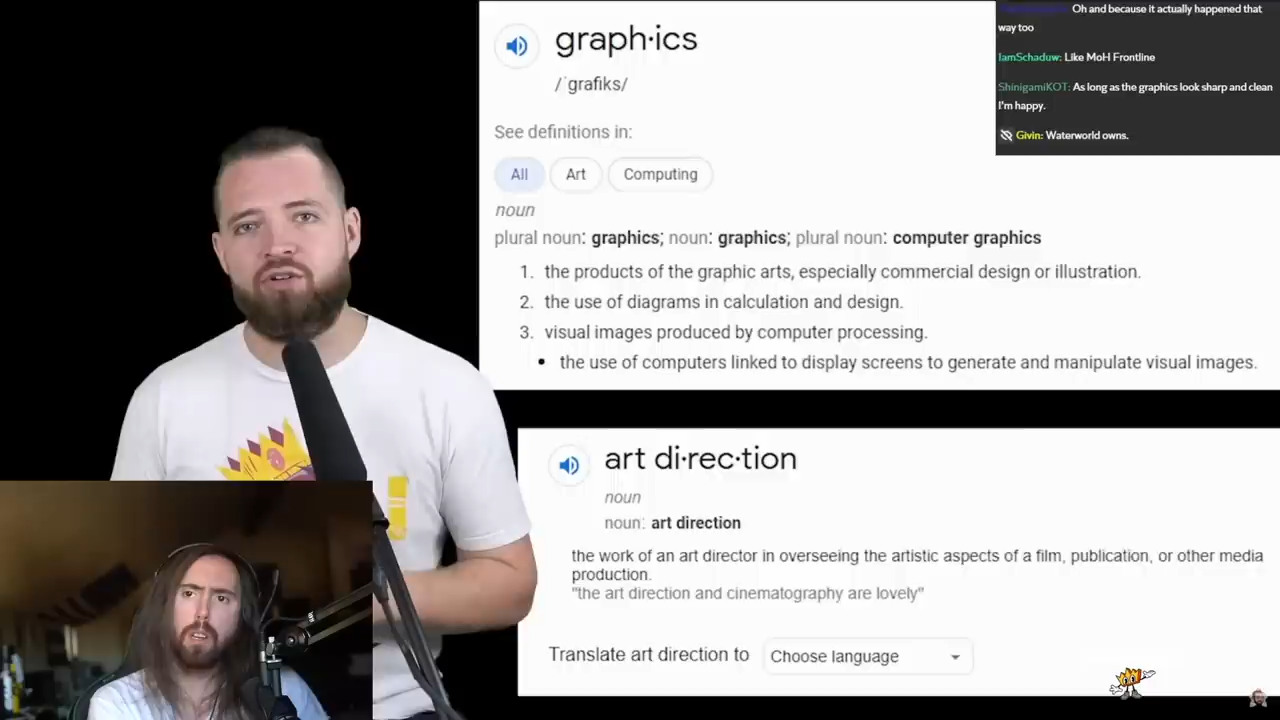 graph·ics
/ˈgrafiks/
See definitions in:
All Art Computing
noun
plural noun: graphics; noun: graphics; plural noun: computer graphics
1. the products of the graphic arts, especially commercial design or illustration.
2. the use of diagrams in calculation and design.
3. visual images produced by computer processing.
• the use of computers linked to display screens to generate and manipulate visual images.
Oh and because it actually happened that
way too
IamSchaduw: Like MoH Frontline
ShinigamiKOT: As long as the graphics look sharp and clean
I'm happy.
Givin: Waterworld owns.
art di·rec·tion
noun
noun: art direction
the work of an art director in overseeing the artistic aspects of a film, publication, or other media
production.
"the art direction and cinematography are lovely"
Translate art direction to Choose language